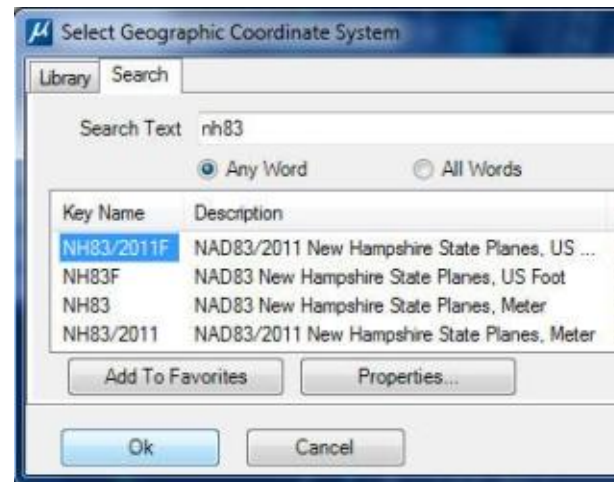 Select Geographic Coordinate System
Library Search
Search Text nh83
Any Word All Words
Key Name Description
NH83/2011F NAD83/2011 New Hampshire State Planes, US ...
NH83F NAD83 New Hampshire State Planes, US Foot
NH83 NAD83 New Hampshire State Planes, Meter
NH83/2011 NAD83/2011 New Hampshire State Planes, Meter
Add To Favorites Properties...
Ok Cancel